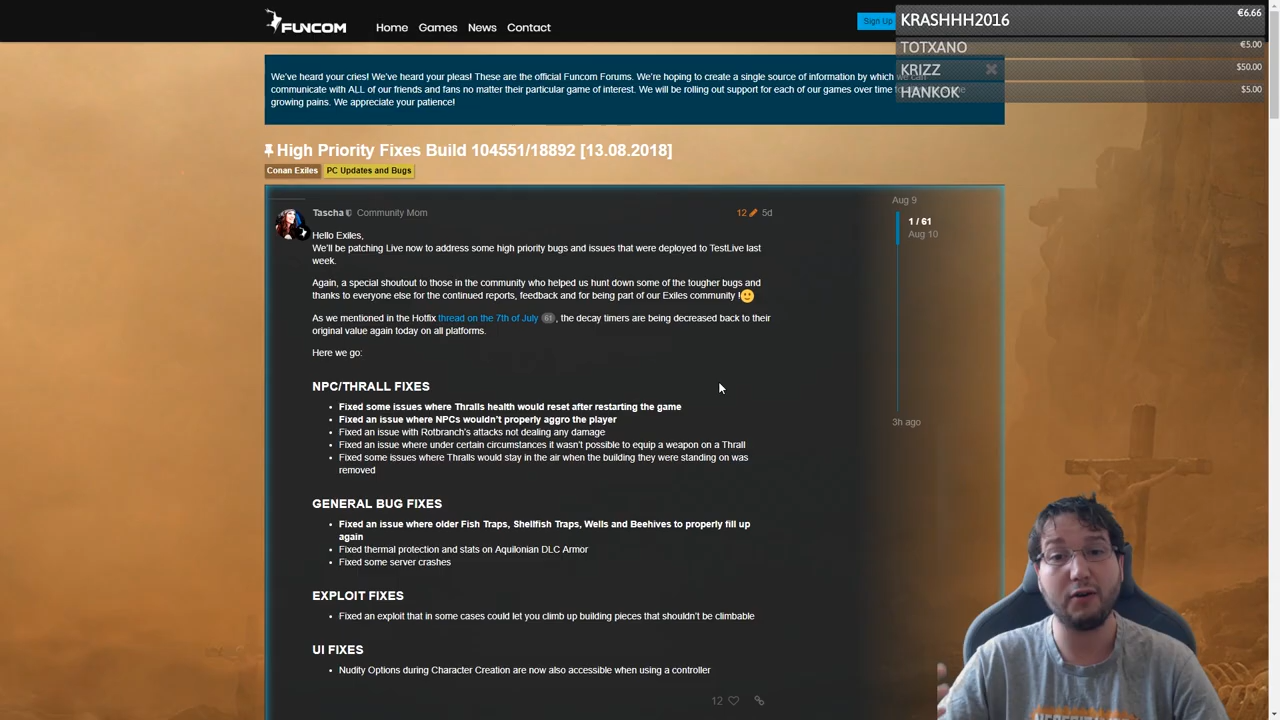 FUNCOM
Home Games News Contact
Sign Up
KRASHHH2016 €6.66
TOTXANO €5.00
KRIZZ $50.00
HANKOK $5.00
We've heard your cries! We've heard your pleas! These are the official Funcom Forums. We're hoping to create a single source of information by which we can
communicate with ALL of our friends and fans no matter their particular game of interest. We will be rolling out support for each of our games over time to
growing pains. We appreciate your patience!
High Priority Fixes Build 104551/18892 [13.08.2018]
Conan Exiles PC Updates and Bugs
Tascha Community Mom 12 5d
Hello Exiles,
We'll be patching Live now to address some high priority bugs and issues that were deployed to TestLive last
week.
Again, a special shoutout to those in the community who helped us hunt down some of the tougher bugs and
thanks to everyone else for the continued reports, feedback and for being part of our Exiles community !
As we mentioned in the Hotfix thread on the 7th of July 61, the decay timers are being decreased back to their
original value again today on all platforms.
Here we go:
NPC/THRALL FIXES
• Fixed some issues where Thralls health would reset after restarting the game
• Fixed an issue where NPCs wouldn't properly aggro the player
• Fixed an issue with Rotbranch's attacks not dealing any damage
• Fixed an issue where under certain circumstances it wasn't possible to equip a weapon on a Thrall
• Fixed some issues where Thralls would stay in the air when the building they were standing on was
removed
GENERAL BUG FIXES
• Fixed an issue where older Fish Traps, Shellfish Traps, Wells and Beehives to properly fill up
again
• Fixed thermal protection and stats on Aquilonian DLC Armor
• Fixed some server crashes
EXPLOIT FIXES
• Fixed an exploit that in some cases could let you climb up building pieces that shouldn't be climbable
UI FIXES
• Nudity Options during Character Creation are now also accessible when using a controller
12
Aug 9
1 / 61
Aug 10
3h ago